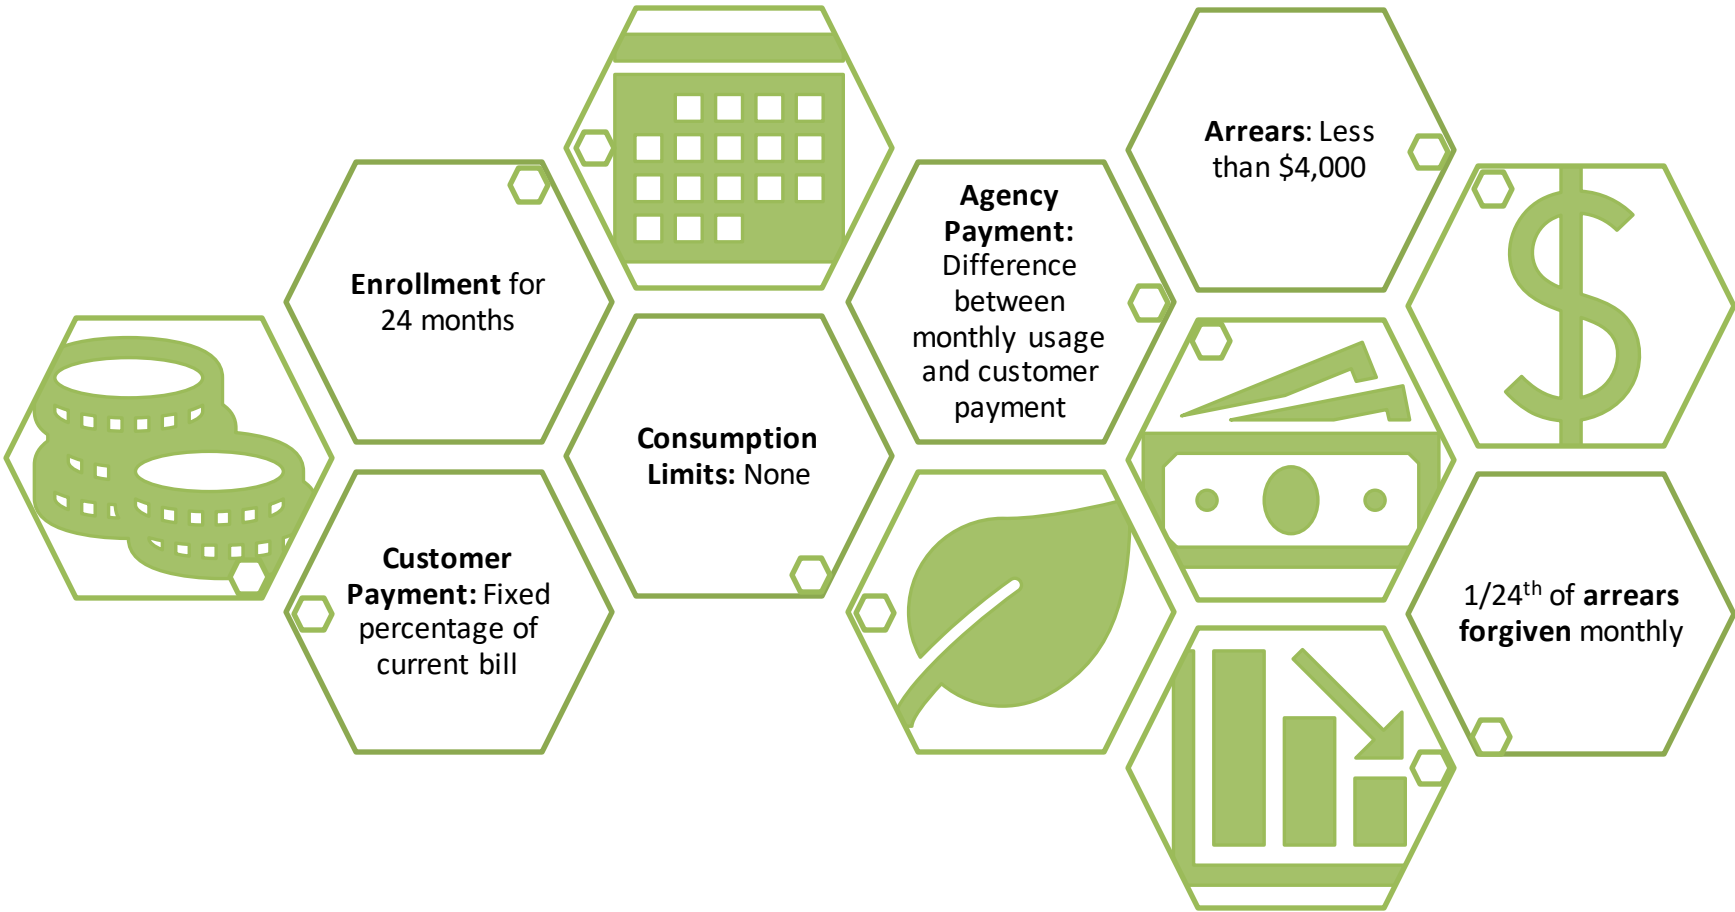 Enrollment for
24 months
Customer
Payment: Fixed
percentage of
current bill
Consumption
Limits: None
Agency
Payment:
Difference
between
monthly usage
and customer
payment
Arrears: Less
than $4,000
1/24th of arrears
forgiven monthly